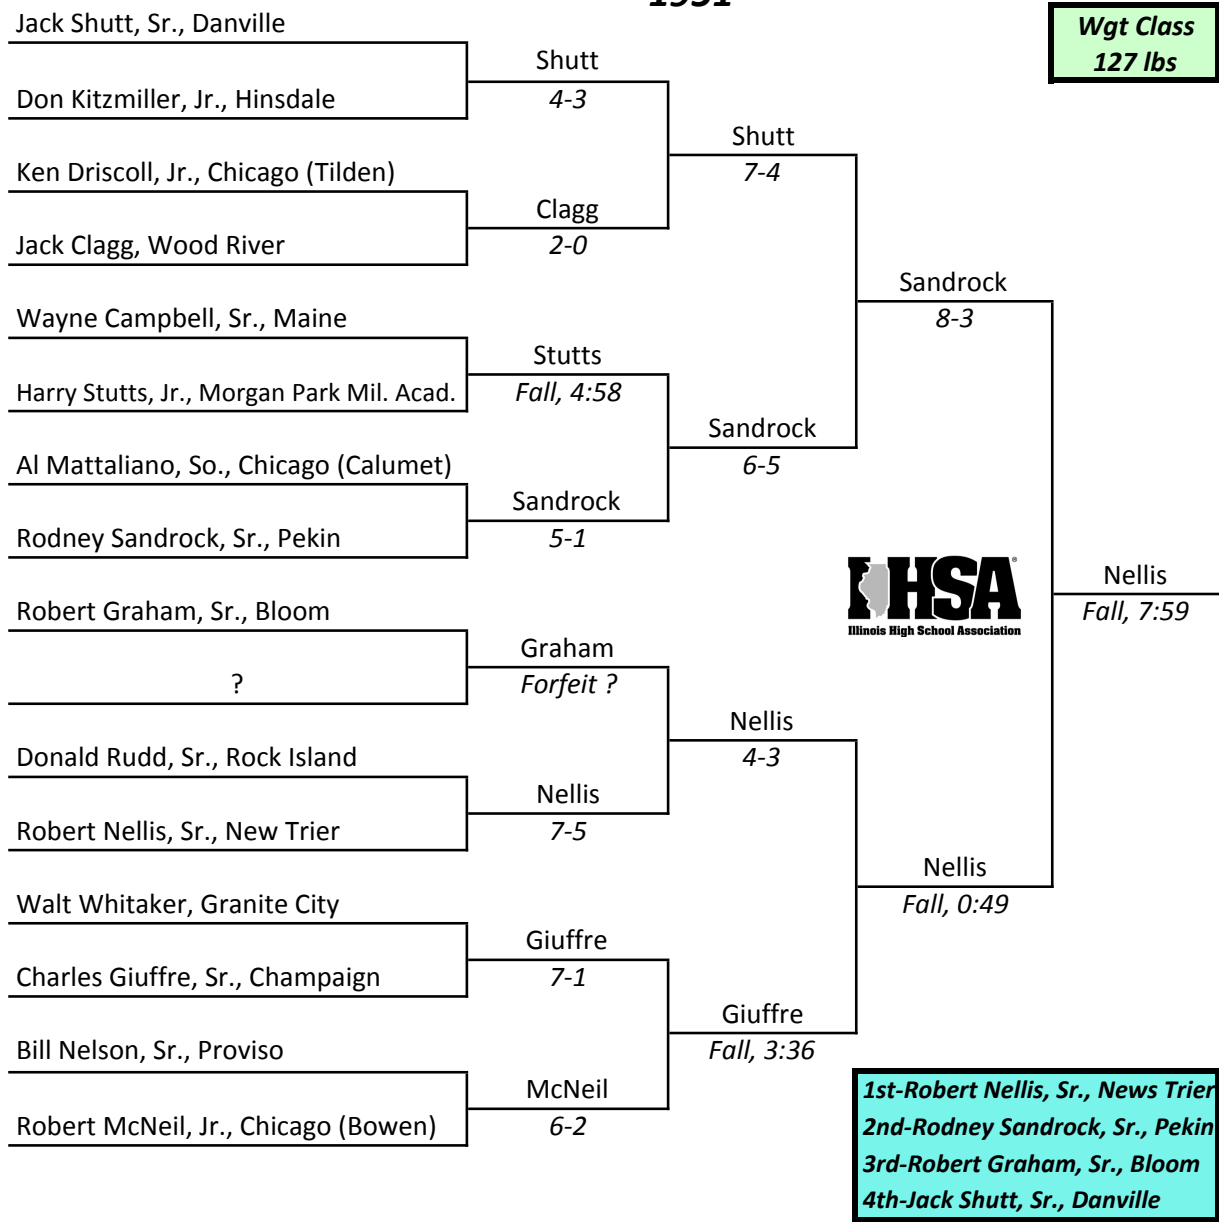 1951
Wgt Class
127 lbs
Jack Shutt, Sr., Danville
Shutt
4-3
Don Kitzmiller, Jr., Hinsdale
Shutt
7-4
Ken Driscoll, Jr., Chicago (Tilden)
Clagg
2-0
Jack Clagg, Wood River
Sandrock
8-3
Wayne Campbell, Sr., Maine
Stutts
Fall, 4:58
Harry Stutts, Jr., Morgan Park Mil. Acad.
Sandrock
6-5
Al Mattaliano, So., Chicago (Calumet)
Sandrock
5-1
Rodney Sandrock, Sr., Pekin
IHSA
Illinois High School Association
Nellis
Fall, 7:59
Robert Graham, Sr., Bloom
Graham
Forfeit ?
?
Nellis
4-3
Donald Rudd, Sr., Rock Island
Nellis
7-5
Robert Nellis, Sr., New Trier
Nellis
Fall, 0:49
Walt Whitaker, Granite City
Giuffre
7-1
Charles Giuffre, Sr., Champaign
Giuffre
Fall, 3:36
Bill Nelson, Sr., Proviso
McNeil
6-2
Robert McNeil, Jr., Chicago (Bowen)
1st-Robert Nellis, Sr., News Trier
2nd-Rodney Sandrock, Sr., Pekin
3rd-Robert Graham, Sr., Bloom
4th-Jack Shutt, Sr., Danville